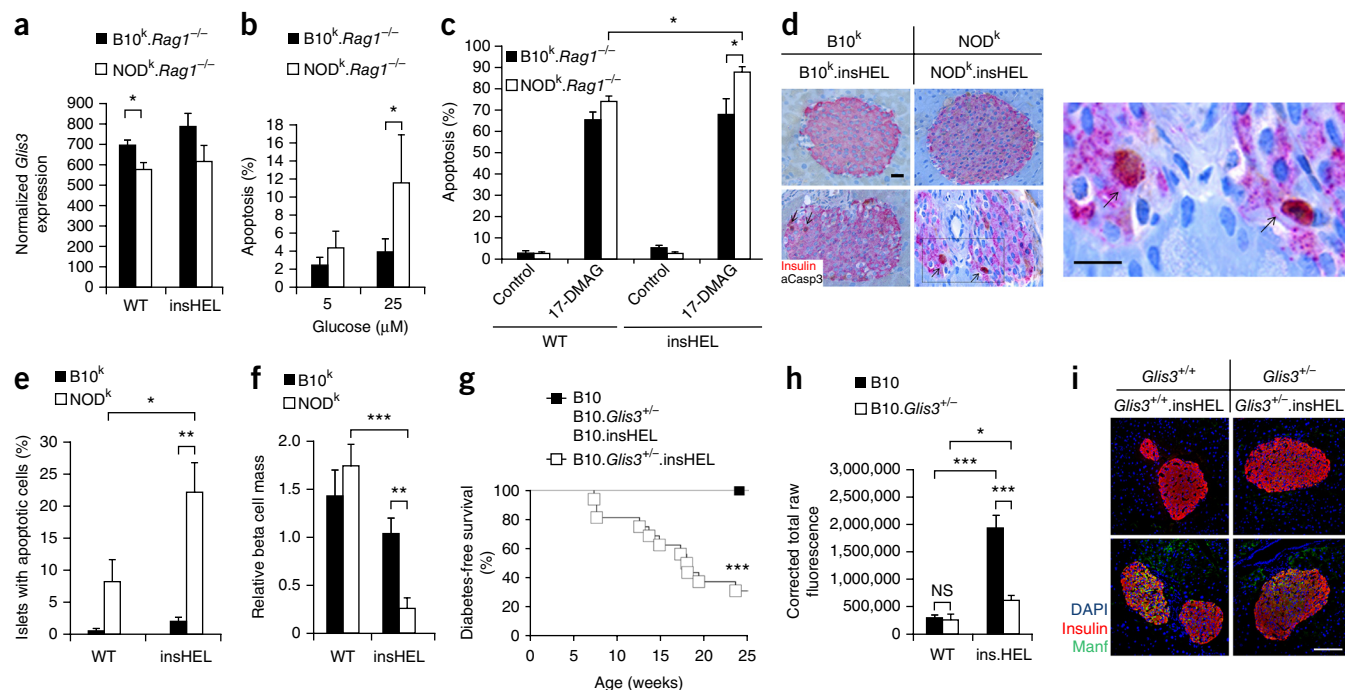 a
B10ᵏ.Rag1⁻/⁻
NODᵏ.Rag1⁻/⁻
*
900
800
700
600
500
400
300
200
100
0
Normalized Glis3
expression
WT insHEL
b
B10ᵏ.Rag1⁻/⁻
NODᵏ.Rag1⁻/⁻
*
18
16
14
12
10
8
6
4
2
0
Apoptosis (%)
5 25
Glucose (μM)
c
*
*
B10ᵏ.Rag1⁻/⁻
NODᵏ.Rag1⁻/⁻
100
90
80
70
60
50
40
30
20
10
0
Apoptosis (%)
Control 17-DMAG Control 17-DMAG
WT insHEL
d
B10ᵏ NODᵏ
B10ᵏ.insHEL NODᵏ.insHEL
Insulin
aCasp3
e
B10ᵏ
NODᵏ
*
**
35
30
25
20
15
10
5
0
Islets with apoptotic cells (%)
WT insHEL
f
B10ᵏ
NODᵏ
***
**
2.0
1.5
1.0
0.5
0
Relative beta cell mass
WT insHEL
g
B10
B10.Glis3⁺/⁻
B10.insHEL
B10.Glis3⁺/⁻.insHEL
100
80
60
40
20
0
***
Diabetes-free survival
(%)
0 5 10 15 20 25
Age (weeks)
h
B10
B10.Glis3⁺/⁻
*
***
***
NS
3,000,000
2,500,000
2,000,000
1,500,000
1,000,000
500,000
0
Corrected total raw
fluorescence
WT ins.HEL
i
Glis3⁺/⁺ Glis3⁺/⁻
Glis3⁺/⁺.insHEL Glis3⁺/⁻.insHEL
DAPI
Insulin
Manf